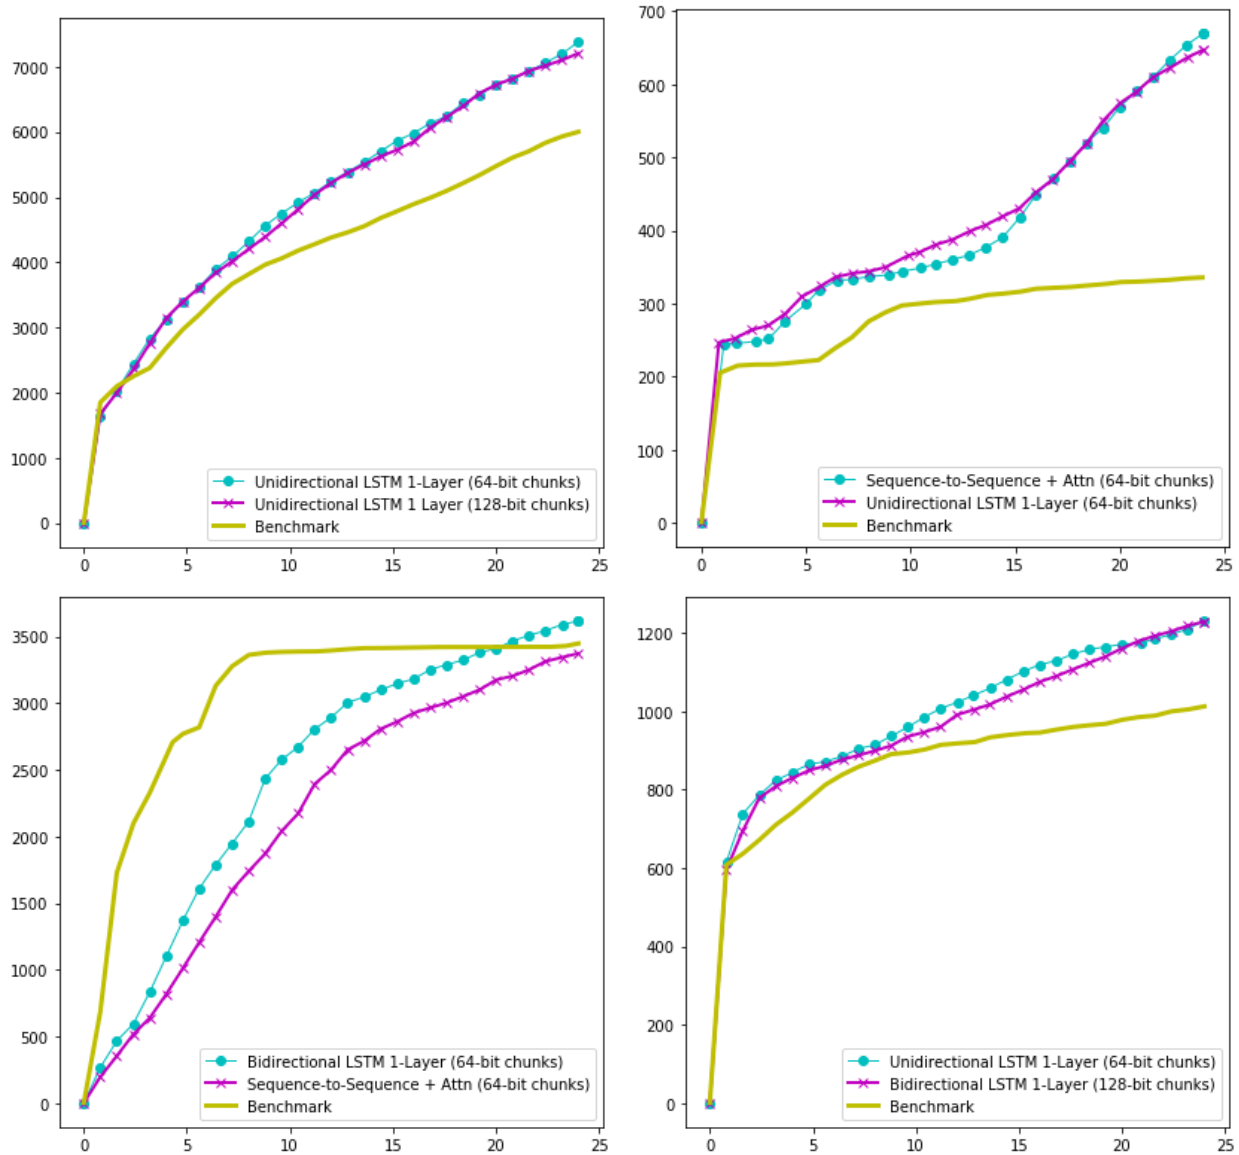 7000
6000
5000
4000
3000
2000
1000
0
Unidirectional LSTM 1-Layer (64-bit chunks)
Unidirectional LSTM 1 Layer (128-bit chunks)
Benchmark
0 5 10 15 20 25
700
600
500
400
300
200
100
0
Sequence-to-Sequence + Attn (64-bit chunks)
Unidirectional LSTM 1-Layer (64-bit chunks)
Benchmark
0 5 10 15 20 25
3500
3000
2500
2000
1500
1000
500
0
Bidirectional LSTM 1-Layer (64-bit chunks)
Sequence-to-Sequence + Attn (64-bit chunks)
Benchmark
0 5 10 15 20 25
1200
1000
800
600
400
200
0
Unidirectional LSTM 1-Layer (64-bit chunks)
Bidirectional LSTM 1-Layer (128-bit chunks)
Benchmark
0 5 10 15 20 25